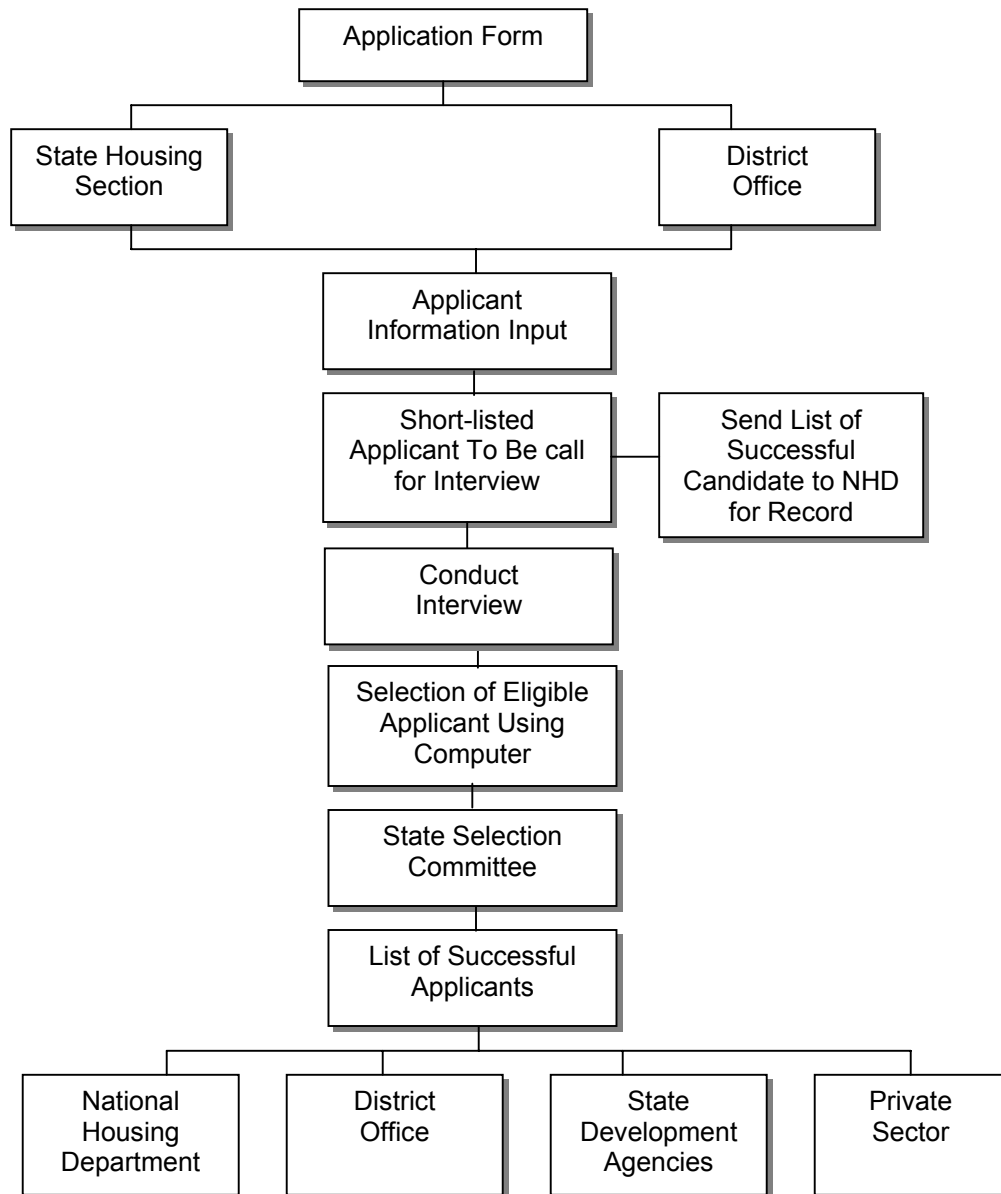 Application Form
State Housing
Section
District
Office
Applicant
Information Input
Short-listed
Applicant To Be call
for Interview
Send List of
Successful
Candidate to NHD
for Record
Conduct
Interview
Selection of Eligible
Applicant Using
Computer
State Selection
Committee
List of Successful
Applicants
National
Housing
Department
District
Office
State
Development
Agencies
Private
Sector